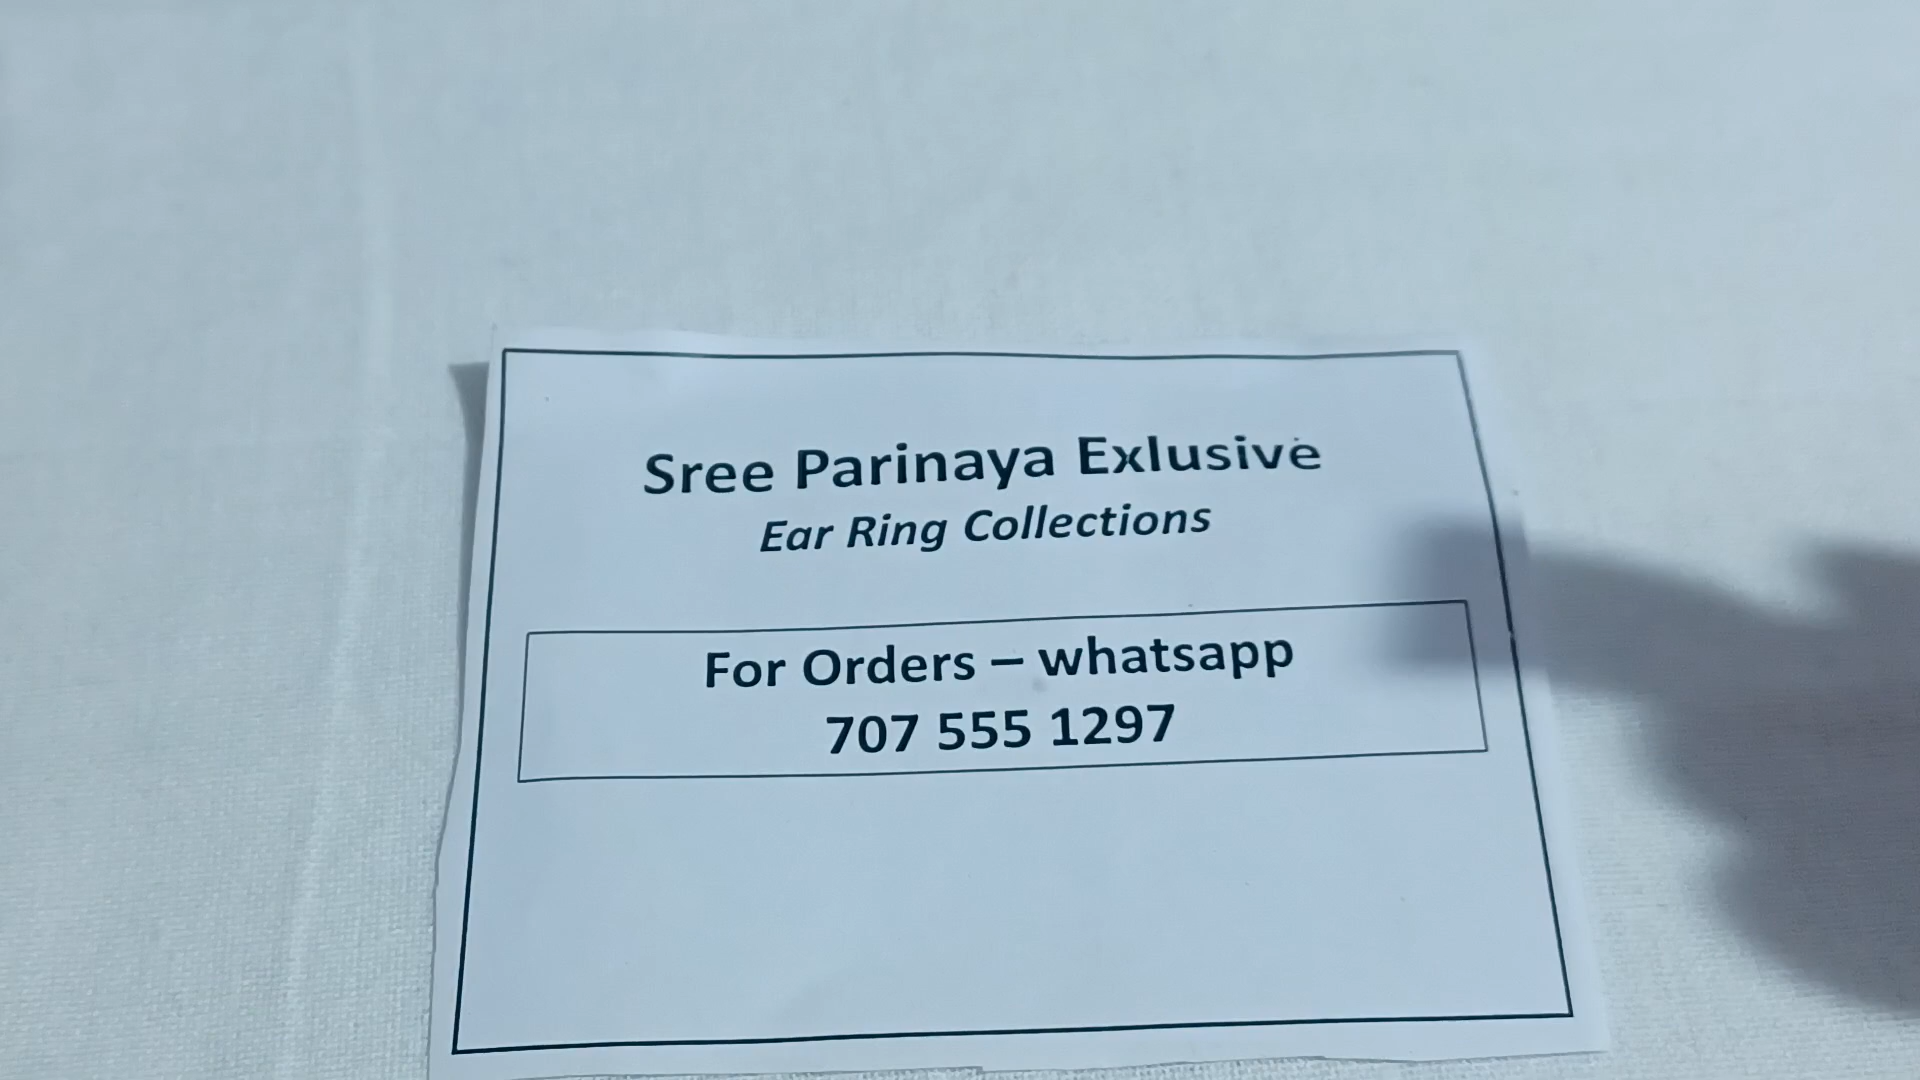 Sree Parinaya Exlusive
Ear Ring Collections
For Orders – whatsapp
707 555 1297